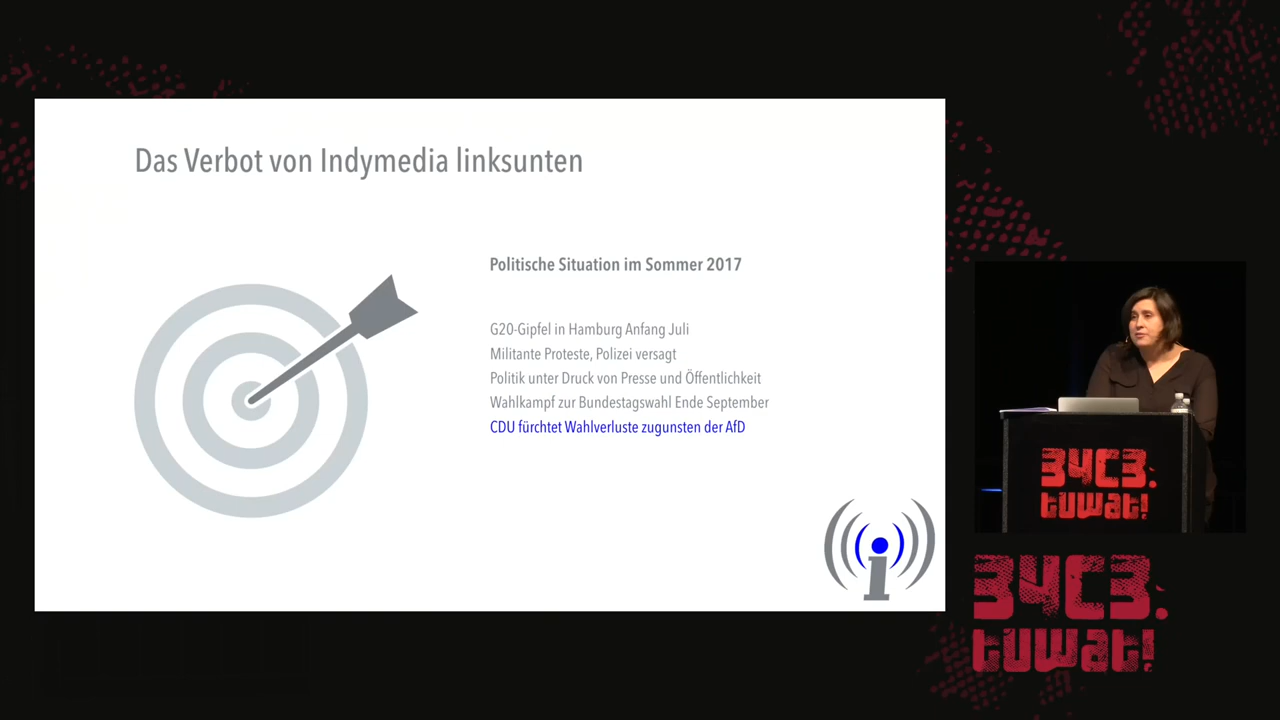 Das Verbot von Indymedia linksunten
Politische Situation im Sommer 2017
G20-Gipfel in Hamburg Anfang Juli
Militante Proteste, Polizei versagt
Politik unter Druck von Presse und Öffentlichkeit
Wahlkampf zur Bundestagswahl Ende September
CDU fürchtet Wahlverluste zugunsten der AfD
i
34C3.
tuwat!
34C3.
tuwat!